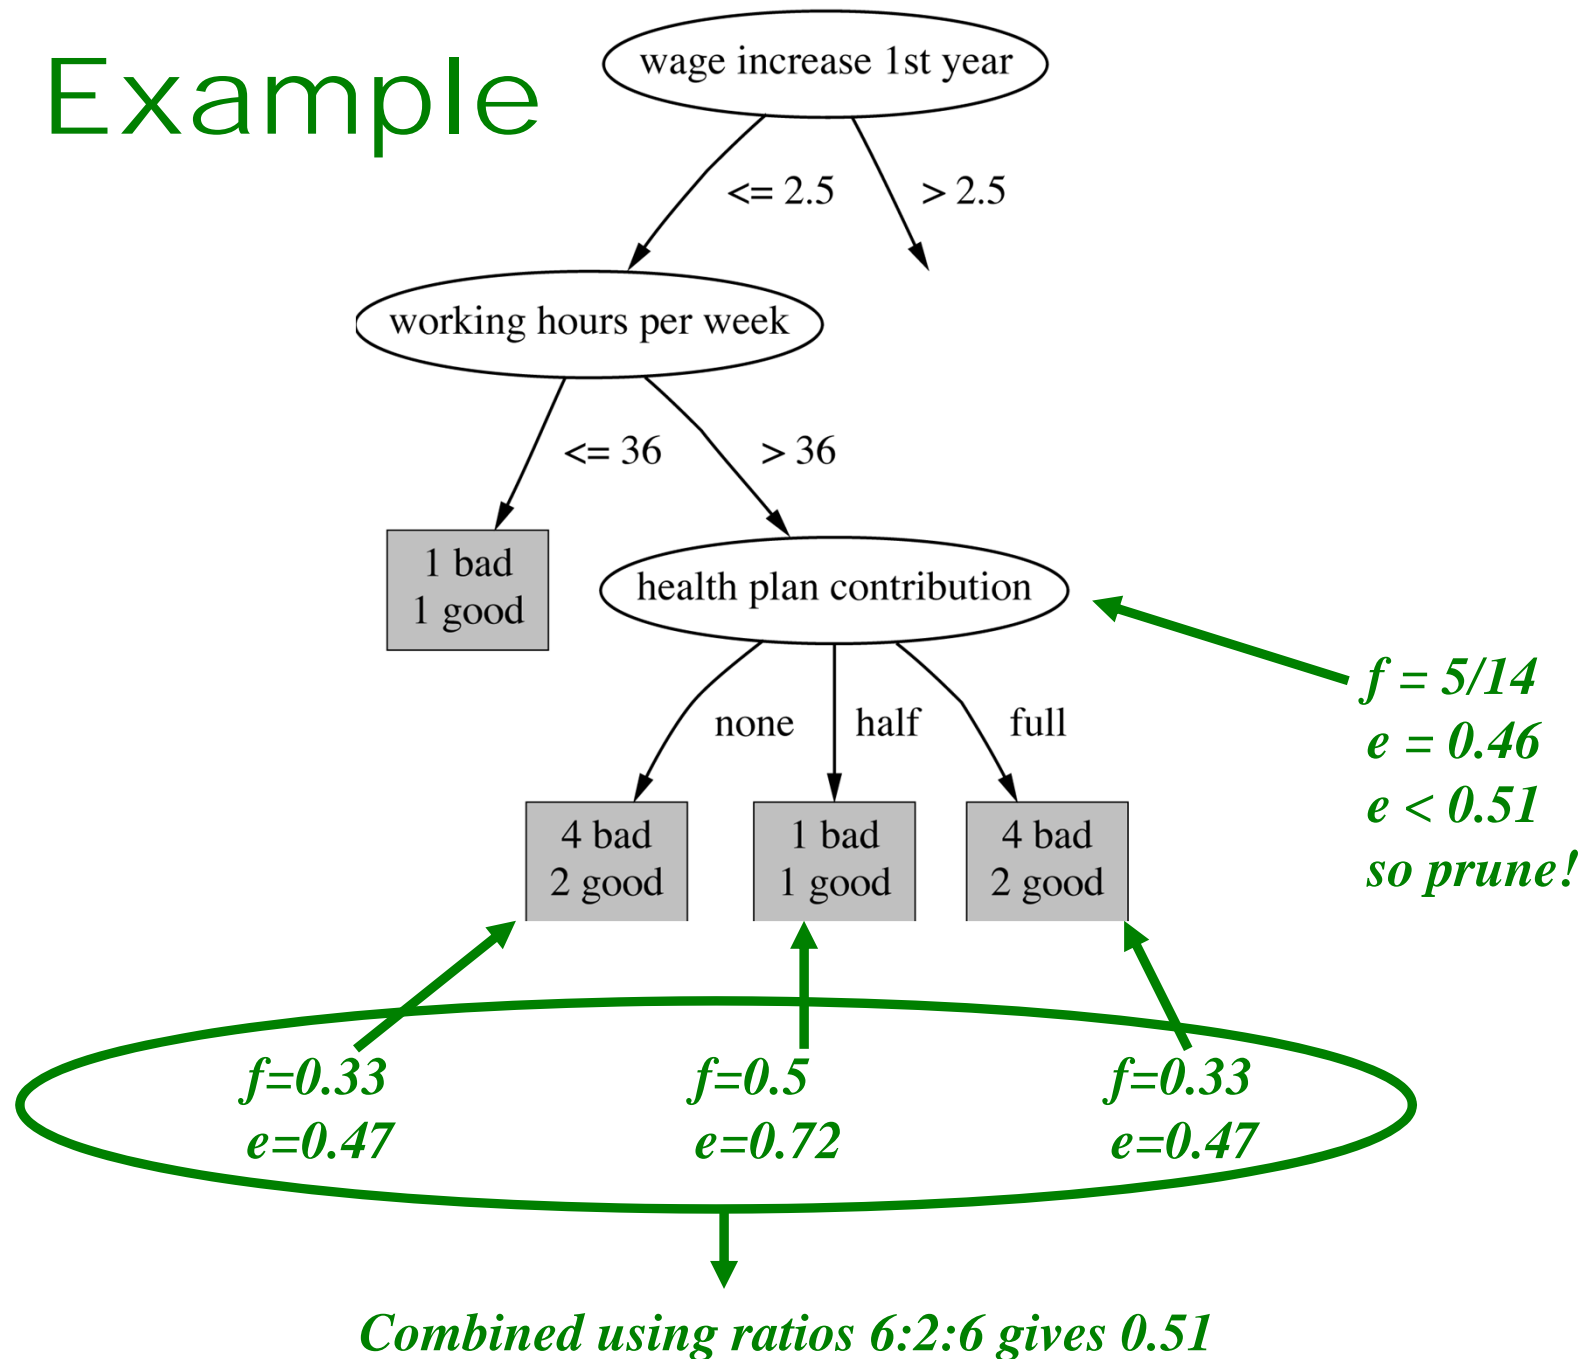 Example
wage increase 1st year
<= 2.5
> 2.5
working hours per week
<= 36
> 36
1 bad
1 good
health plan contribution
none
half
full
4 bad
2 good
1 bad
1 good
4 bad
2 good
f = 5/14
e = 0.46
e < 0.51
so prune!
f=0.33
e=0.47
f=0.5
e=0.72
f=0.33
e=0.47
Combined using ratios 6:2:6 gives 0.51